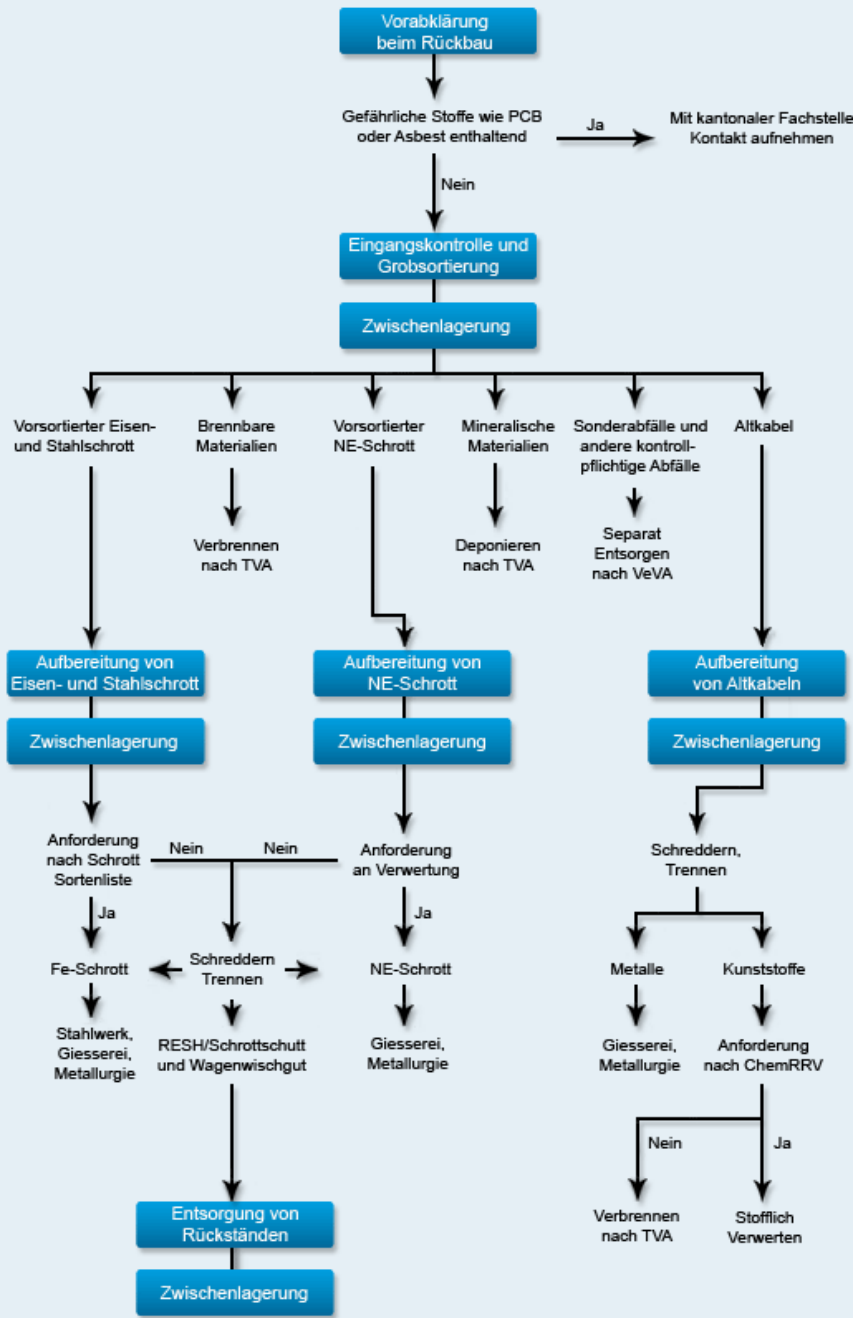 Vorabklärung
beim Rückbau
Gefährliche Stoffe wie PCB
oder Asbest enthaltend
Ja
Mit kantonaler Fachstelle
Kontakt aufnehmen
Nein
Eingangskontrolle und
Grobsortierung
Zwischenlagerung
Vorsortierter Eisen-
und Stahlschrott
Brennbare
Materialien
Vorsortierter
NE-Schrott
Mineralische
Materialien
Sonderabfälle und
andere kontroll-
pflichtige Abfälle
Altkabel
Verbrennen
nach TVA
Deponieren
nach TVA
Separat
Entsorgen
nach VeVA
Aufbereitung von
Eisen- und Stahlschrott
Aufbereitung von
NE-Schrott
Aufbereitung
von Altkabeln
Zwischenlagerung
Zwischenlagerung
Zwischenlagerung
Anforderung
nach Schrott
Sortenliste
Nein
Nein
Anforderung
an Verwertung
Schreddern,
Trennen
Ja
Ja
Fe-Schrott
Schreddern
Trennen
NE-Schrott
Metalle
Kunststoffe
Stahlwerk,
Giesserei,
Metallurgie
RESH/Schrottschutt
und Wagenwischgut
Giesserei,
Metallurgie
Giesserei,
Metallurgie
Anforderung
nach ChemRRV
Nein
Ja
Entsorgung von
Rückständen
Verbrennen
nach TVA
Stofflich
Verwerten
Zwischenlagerung